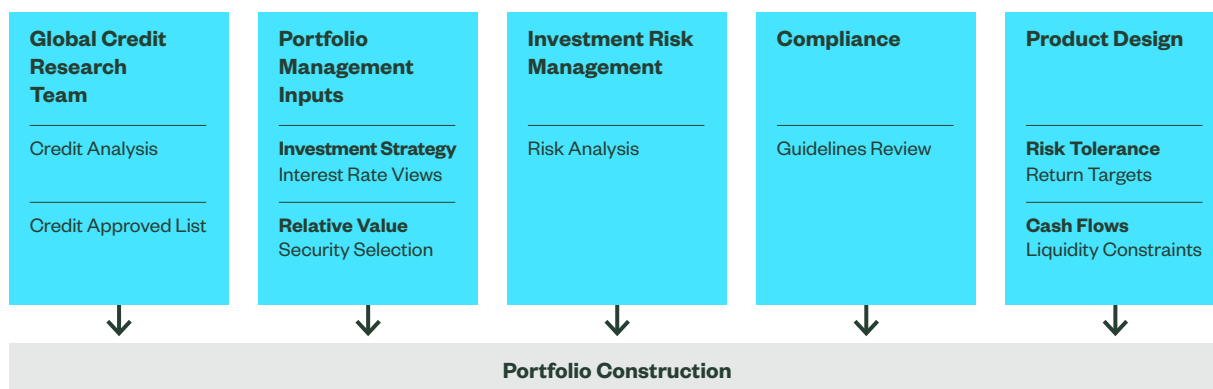 Global Credit
Research
Team
Credit Analysis
Credit Approved List
Portfolio
Management
Inputs
Investment Strategy
Interest Rate Views
Relative Value
Security Selection
Investment Risk
Management
Risk Analysis
Compliance
Guidelines Review
Product Design
Risk Tolerance
Return Targets
Cash Flows
Liquidity Constraints
Portfolio Construction